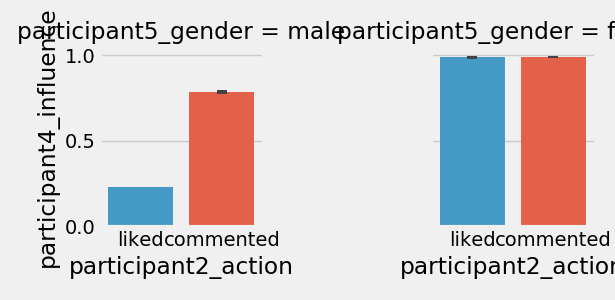 participant5_gender = male
participant5_gender = f
participant4_influence
1.0
0.5
0.0
liked commented
liked commented
participant2_action
participant2_action